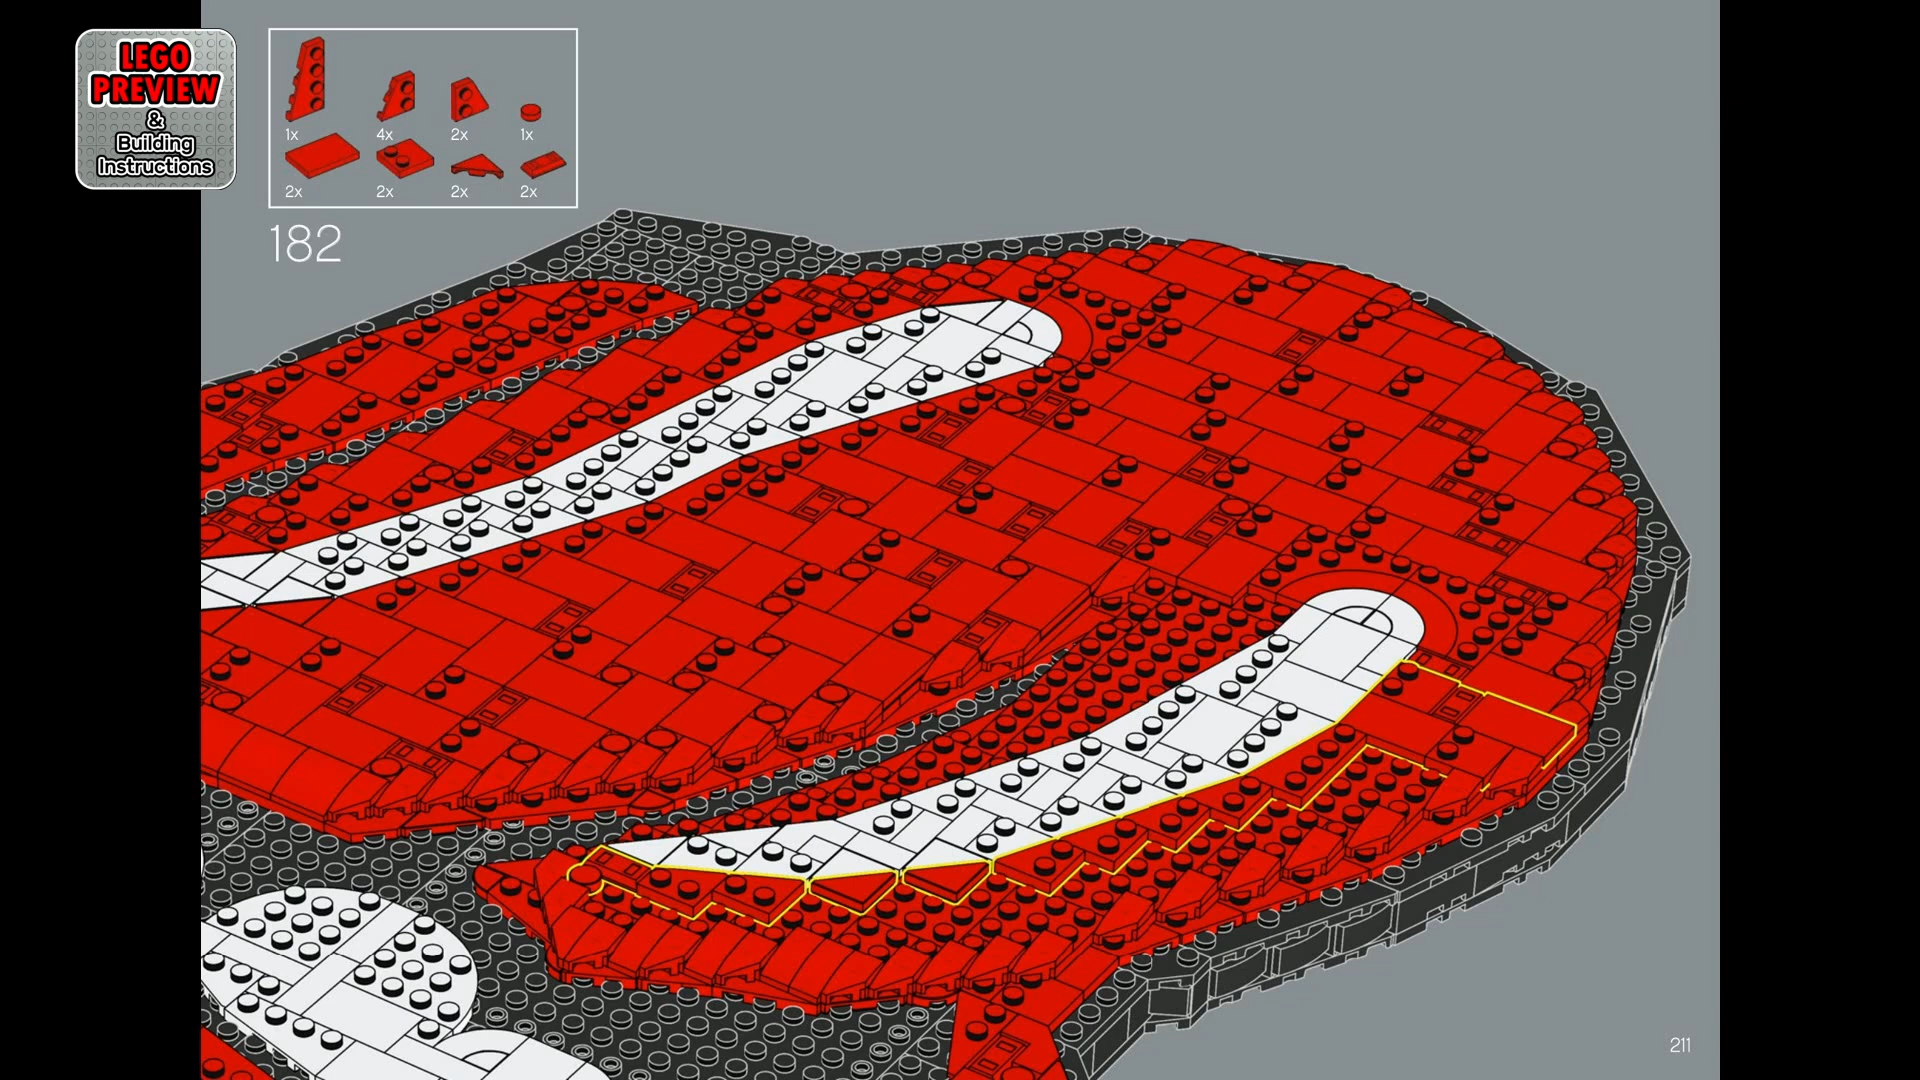 LEGO
PREVIEW
&
Building
Instructions
1x 4x 2x 1x
2x 2x 2x 2x
182
211